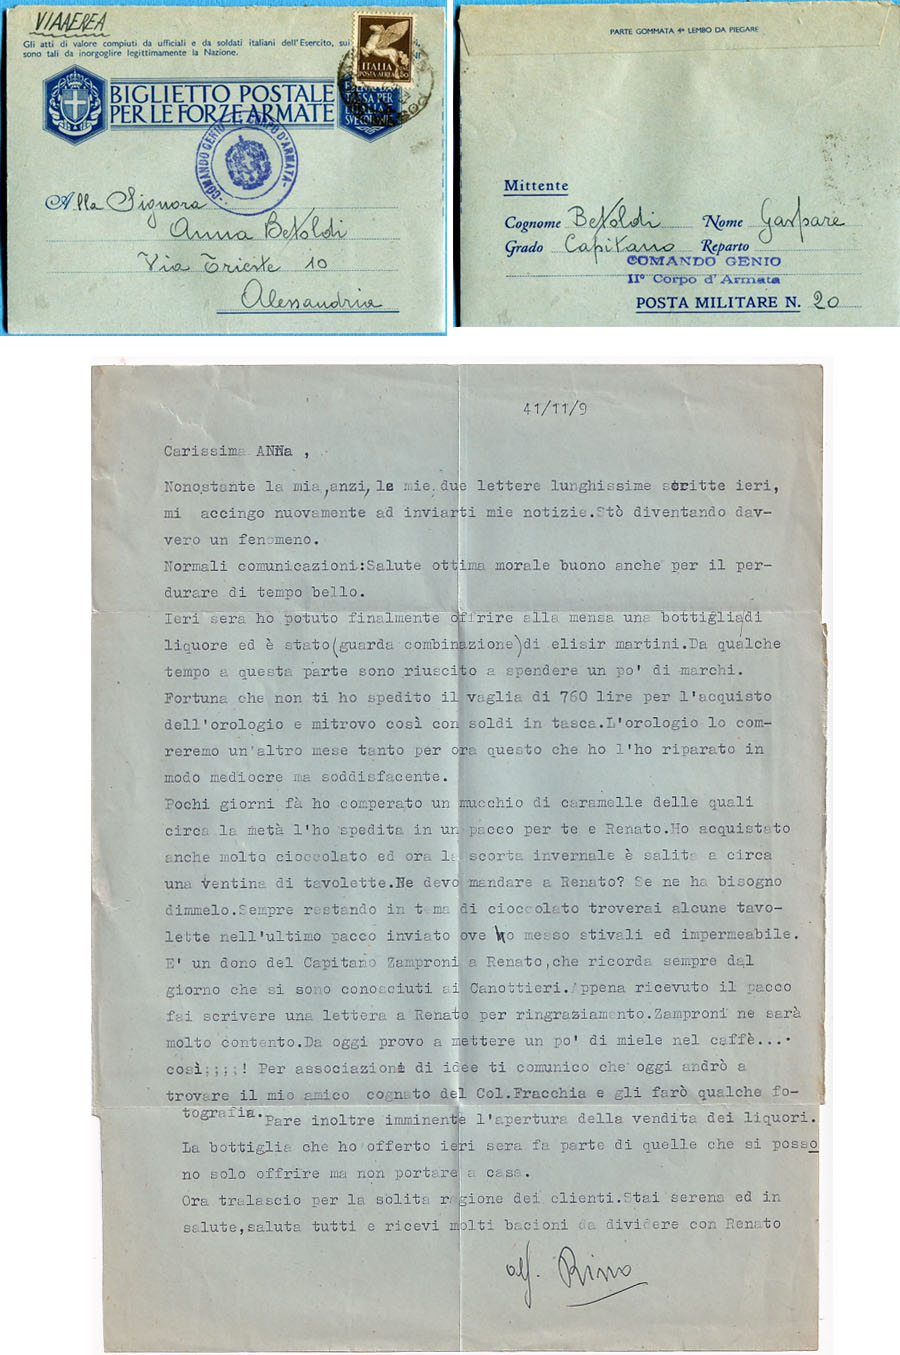 VIA AEREA
Gli atti di valore compiuti da ufficiali e da soldati italiani dell'Esercito, sui
sono tali da inorgoglire legittimamente la Nazione.
ITALIA
POSTA AEREA
BIGLIETTO POSTALE
PER LE FORZE ARMATE
TASSA PER
COMANDO GENIO CORPO D'ARMATA
Alla Signora
Anna Betoldi
Via Trieste 10
Alessandria
PARTE GOMMATA 4º LEMBO DA PIEGARE
Mittente
Cognome Betoldi Nome Gaspare
Grado Capitano Reparto
COMANDO GENIO
IIº Corpo d'Armata
POSTA MILITARE N. 20
41/11/9
Carissima ANNa ,
Nonostante la mia,anzi,le mie due lettere lunghissime scritte ieri,
mi accingo nuovamente ad inviarti mie notizie.Stò diventando dav-
vero un fenomeno.
Normali comunicazioni:Salute ottima morale buono anche per il per-
durare di tempo bello.
Ieri sera ho potuto finalmente offrire alla mensa una bottiglia/di
liquore ed è stato(guarda combinazione)di elisir martini.Da qualche
tempo a questa parte sono riuscito a spendere un po' di marchi.
Fortuna che non ti ho spedito il vaglia di 760 lire per l'acquisto
dell'orologio e mitrovo così con soldi in tasca.L'orologio lo com-
reremo un'altro mese tanto per ora questo che ho l'ho riparato in
modo mediocre ma soddisfacente.
Pochi giorni fà ho comperato un mucchio di caramelle delle quali
circa la metà l'ho spedita in un pacco per te e Renato.Ho acquistato
anche molto cioccolato ed ora la scorta invernale è salita a circa
una ventina di tavolette.Ne devo mandare a Renato? Se ne ha bisogno
dimmelo.Sempre restando in tema di cioccolato troverai alcune tavo-
lette nell'ultimo pacco inviato ove ho messo stivali ed impermeabile.
E' un dono del Capitano Zamproni a Renato,che ricorda sempre dal
giorno che si sono conosciuti ai Canottieri.Appena ricevuto il pacco
fai scrivere una lettera a Renato per ringraziamento.Zamproni ne sarà
molto contento.Da oggi provo a mettere un po' di miele nel caffè....
così;;;;! Per associazioni di idee ti comunico che oggi andrò a
trovare il mio amico cognato del Col.Fracchia e gli farò qualche fo-
tografia.Pare inoltre imminente l'apertura della vendita dei liquori.
La bottiglia che ho offerto ieri sera fa parte di quelle che si posso
no solo offrire ma non portare a casa.
Ora tralascio per la solita ragione dei clienti.Stai serena ed in
salute,saluta tutti e ricevi molti bacioni da dividere con Renato
Rino